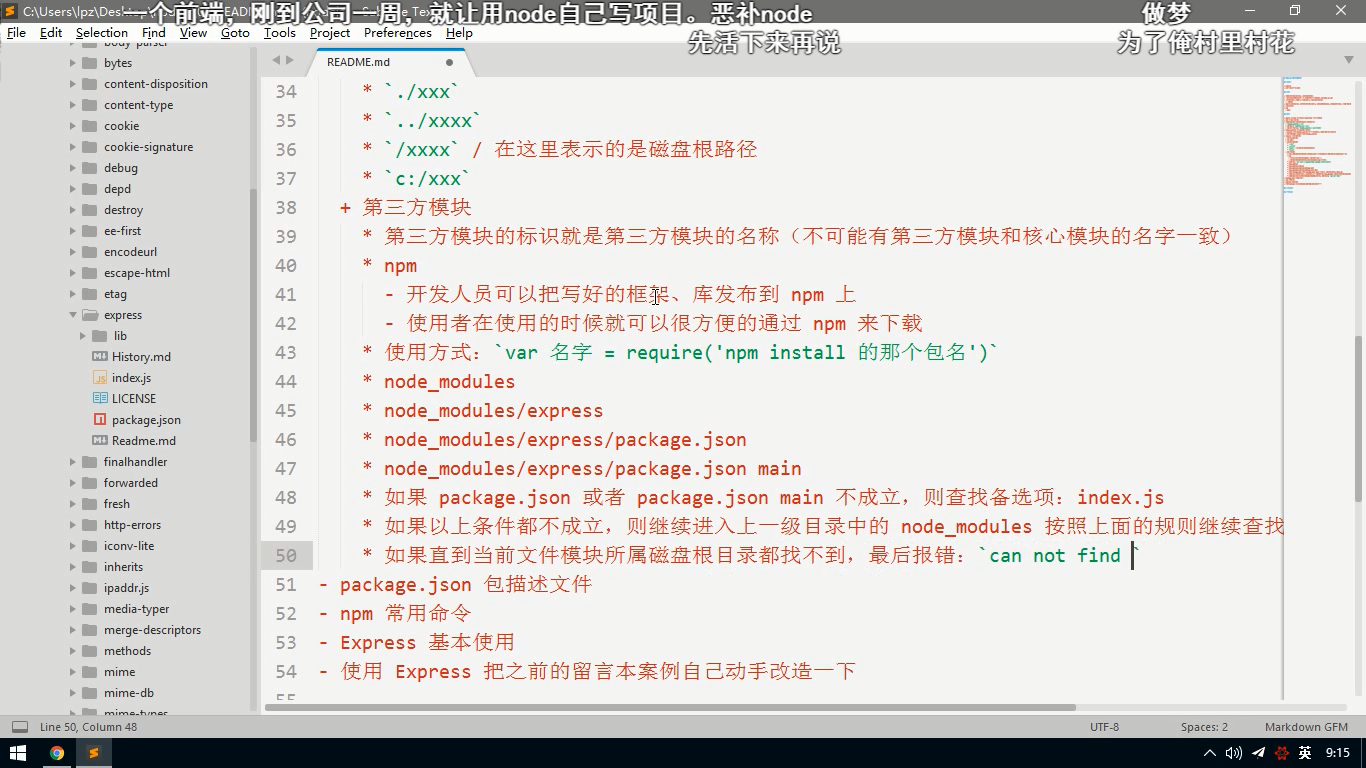 C:\Users\lpz\Des
一个前端，刚到公司一周，就让用node自己写项目。恶补node
做梦
先活下来再说
为了俺村里村花
File Edit Selection Find View Goto Tools Project Preferences Help
body-parser
bytes
content-disposition
content-type
cookie
cookie-signature
debug
depd
destroy
ee-first
encodeurl
escape-html
etag
express
lib
History.md
index.js
LICENSE
package.json
Readme.md
finalhandler
forwarded
fresh
http-errors
iconv-lite
inherits
ipaddr.js
media-typer
merge-descriptors
methods
mime
mime-db
mime-types
README.md
34 * `./xxx`
35 * `../xxxx`
36 * `/xxxx` / 在这里表示的是磁盘根路径
37 * `c:/xxx`
38 + 第三方模块
39 * 第三方模块的标识就是第三方模块的名称（不可能有第三方模块和核心模块的名字一致）
40 * npm
41 - 开发人员可以把写好的框架、库发布到 npm 上
42 - 使用者在使用的时候就可以很方便的通过 npm 来下载
43 * 使用方式：`var 名字 = require('npm install 的那个包名')`
44 * node_modules
45 * node_modules/express
46 * node_modules/express/package.json
47 * node_modules/express/package.json main
48 * 如果 package.json 或者 package.json main 不成立，则查找备选项：index.js
49 * 如果以上条件都不成立，则继续进入上一级目录中的 node_modules 按照上面的规则继续查找
50 * 如果直到当前文件模块所属磁盘根目录都找不到，最后报错：`can not find `
51 - package.json 包描述文件
52 - npm 常用命令
53 - Express 基本使用
54 - 使用 Express 把之前的留言本案例自己动手改造一下
55
Line 50, Column 48
UTF-8
Spaces: 2
Markdown GFM
英
9:15